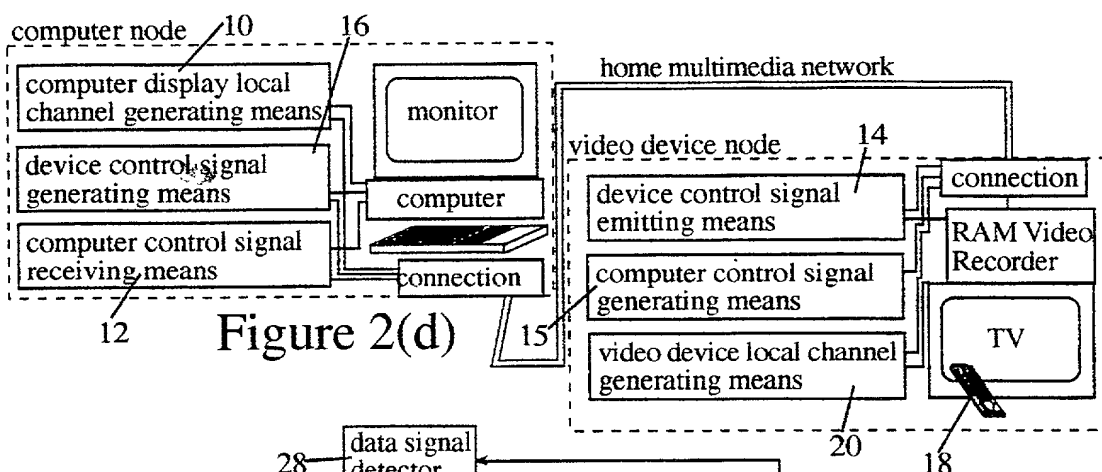 computer node
10
16
computer display local
channel generating means
device control signal
generating means
computer control signal
receiving means
12
monitor
computer
connection
Figure 2(d)
home multimedia network
video device node
14
device control signal
emitting means
computer control signal
generating means
15
video device local channel
generating means
20
connection
RAM Video
Recorder
TV
18
28
data signal
detector